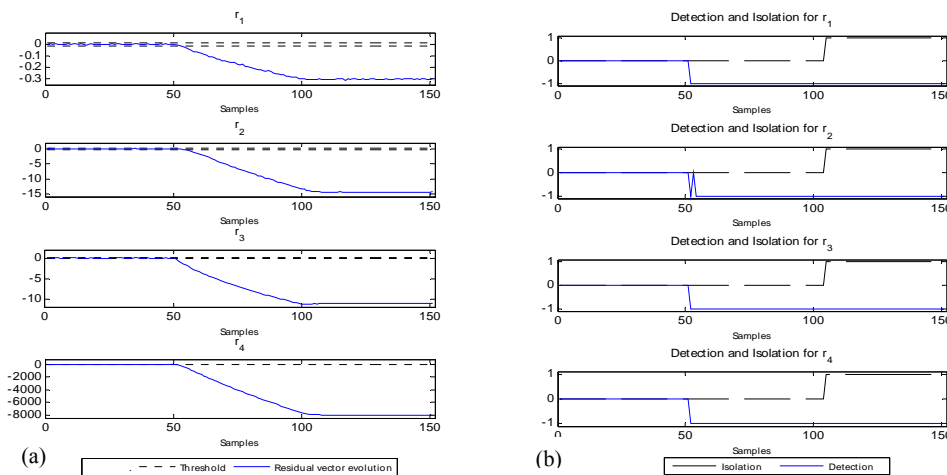 r1
0
-0.1
-0.2
-0.3
0 50 100 150
Samples
r2
0
-5
-10
-15
0 50 100 150
Samples
r3
0
-5
-10
0 50 100 150
Samples
r4
0
-2000
-4000
-6000
-8000
0 50 100 150
Samples
(a)
Threshold Residual vector evolution
Detection and Isolation for r1
1
0
-1
0 50 100 150
Samples
Detection and Isolation for r2
1
0
-1
0 50 100 150
Samples
Detection and Isolation for r3
1
0
-1
0 50 100 150
Samples
Detection and Isolation for r4
1
0
-1
0 50 100 150
Samples
(b)
Isolation Detection